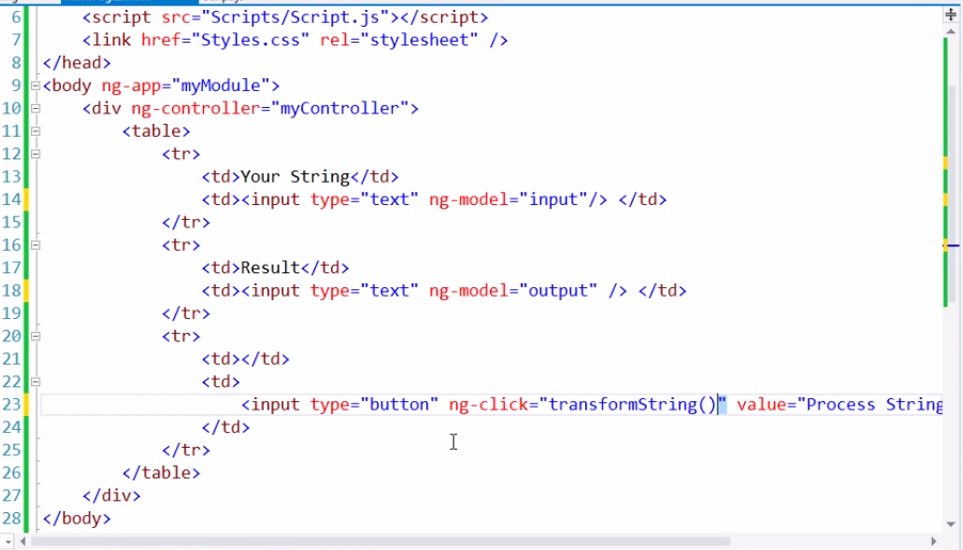 6 <script src="Scripts/Script.js"></script>
7 <link href="Styles.css" rel="stylesheet" />
8 </head>
9 <body ng-app="myModule">
10 <div ng-controller="myController">
11 <table>
12 <tr>
13 <td>Your String</td>
14 <td><input type="text" ng-model="input"/> </td>
15 </tr>
16 <tr>
17 <td>Result</td>
18 <td><input type="text" ng-model="output" /> </td>
19 </tr>
20 <tr>
21 <td></td>
22 <td>
23 <input type="button" ng-click="transformString()" value="Process String
24 </td>
25 </tr>
26 </table>
27 </div>
28 </body>